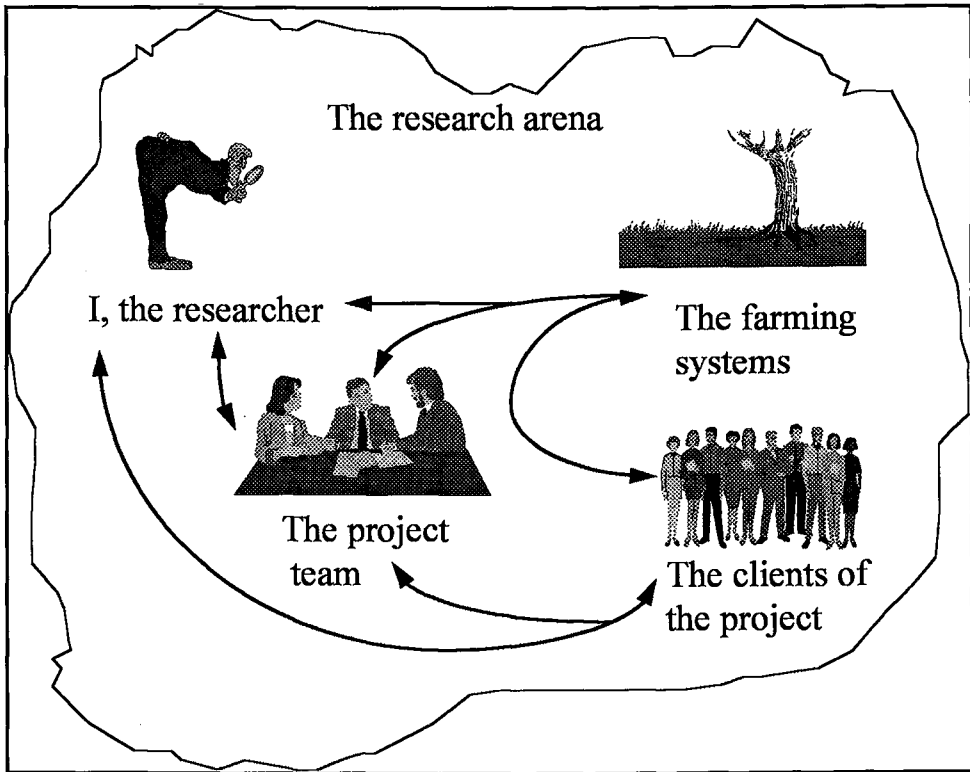 The research arena
I, the researcher
The farming
systems
The project
team
The clients of
the project